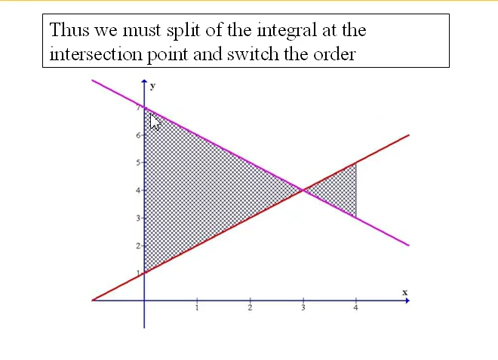 Thus we must split of the integral at the
intersection point and switch the order
y
7
6
5
4
3
2
1
x
1 2 3 4